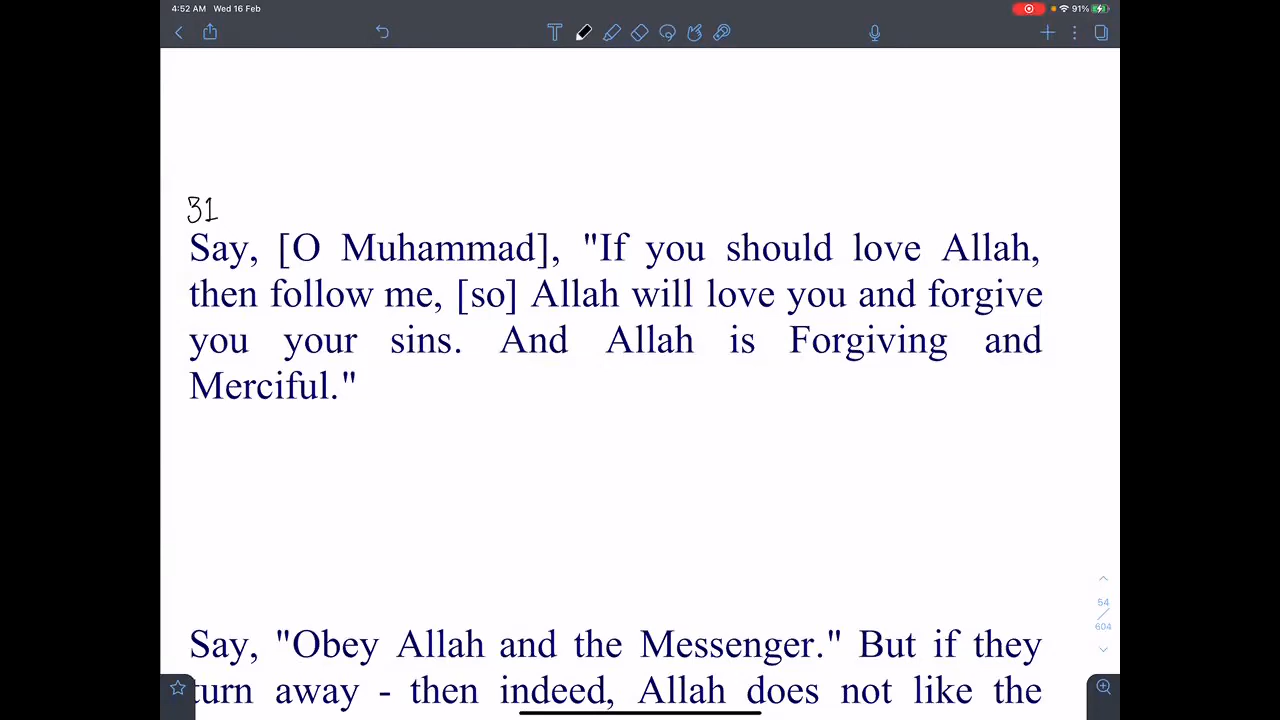 4:52 AM Wed 16 Feb
91%
T
31
Say, [O Muhammad], "If you should love Allah,
then follow me, [so] Allah will love you and forgive
you your sins. And Allah is Forgiving and
Merciful."
54
604
Say, "Obey Allah and the Messenger." But if they
turn away - then indeed, Allah does not like the